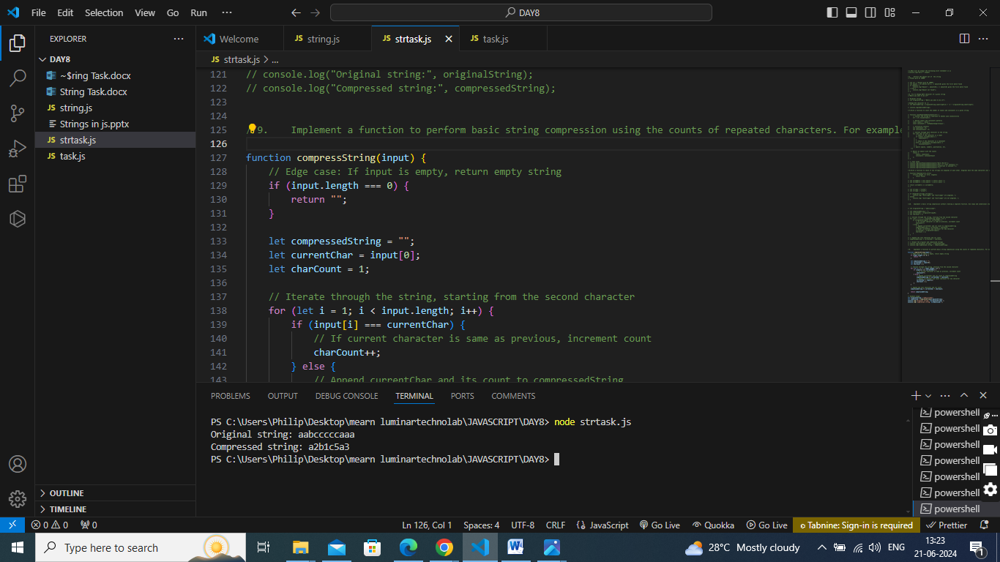 File Edit Selection View Go Run ··· DAY8
EXPLORER ···
DAY8
~$ring Task.docx
String Task.docx
string.js
Strings in js.pptx
strtask.js
task.js
OUTLINE
TIMELINE
Welcome JS string.js JS strtask.js JS task.js
JS strtask.js > ...
121 // console.log("Original string:", originalString);
122 // console.log("Compressed string:", compressedString);
123
124
125 9. Implement a function to perform basic string compression using the counts of repeated characters. For example
126
127 function compressString(input) {
128 // Edge case: If input is empty, return empty string
129 if (input.length === 0) {
130 return "";
131 }
132
133 let compressedString = "";
134 let currentChar = input[0];
135 let charCount = 1;
136
137 // Iterate through the string, starting from the second character
138 for (let i = 1; i < input.length; i++) {
139 if (input[i] === currentChar) {
140 // If current character is same as previous, increment count
141 charCount++;
142 } else {
143 // Append currentChar and its count to compressedString
PROBLEMS OUTPUT DEBUG CONSOLE TERMINAL PORTS COMMENTS
PS C:\Users\Philip\Desktop\mearn luminartechnolab\JAVASCRIPT\DAY8> node strtask.js
Original string: aabcccccaaa
Compressed string: a2b1c5a3
PS C:\Users\Philip\Desktop\mearn luminartechnolab\JAVASCRIPT\DAY8>
powershell
powershell
powershell
powershell
powershell
powershell
powershell
0 0 0 Ln 126, Col 1 Spaces: 4 UTF-8 CRLF {} JavaScript Go Live Quokka Go Live Tabnine: Sign-in is required Prettier
Type here to search 28°C Mostly cloudy ENG 13:23
21-06-2024 1